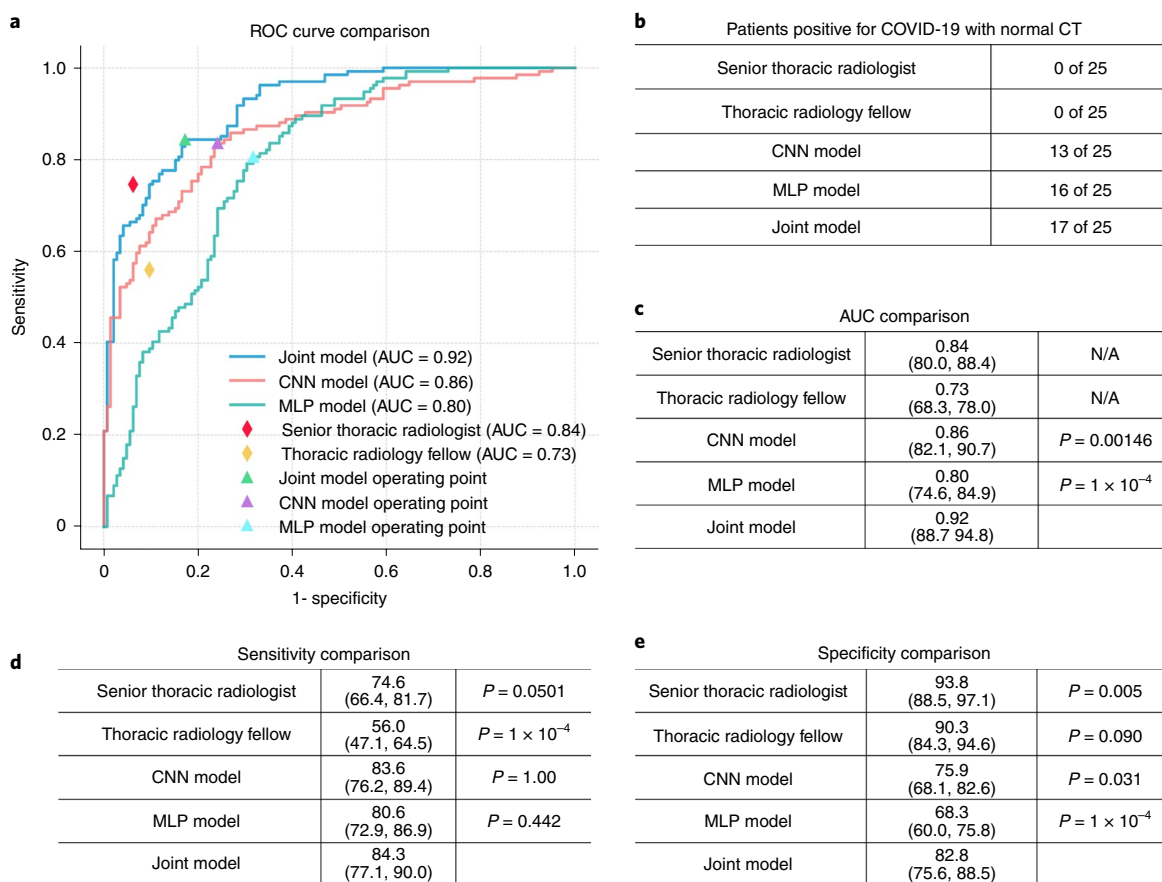 a
ROC curve comparison
1.0
0.8
0.6
0.4
0.2
0
Sensitivity
Joint model (AUC = 0.92)
CNN model (AUC = 0.86)
MLP model (AUC = 0.80)
Senior thoracic radiologist (AUC = 0.84)
Thoracic radiology fellow (AUC = 0.73)
Joint model operating point
CNN model operating point
MLP model operating point
0 0.2 0.4 0.6 0.8 1.0
1- specificity
b
Patients positive for COVID-19 with normal CT
Senior thoracic radiologist 0 of 25
Thoracic radiology fellow 0 of 25
CNN model 13 of 25
MLP model 16 of 25
Joint model 17 of 25
c
AUC comparison
Senior thoracic radiologist 0.84 N/A
(80.0, 88.4)
Thoracic radiology fellow 0.73 N/A
(68.3, 78.0)
CNN model 0.86 P = 0.00146
(82.1, 90.7)
MLP model 0.80 P = 1 × 10⁻⁴
(74.6, 84.9)
Joint model 0.92
(88.7 94.8)
d
Sensitivity comparison
Senior thoracic radiologist 74.6 P = 0.0501
(66.4, 81.7)
Thoracic radiology fellow 56.0 P = 1 × 10⁻⁴
(47.1, 64.5)
CNN model 83.6 P = 1.00
(76.2, 89.4)
MLP model 80.6 P = 0.442
(72.9, 86.9)
Joint model 84.3
(77.1, 90.0)
e
Specificity comparison
Senior thoracic radiologist 93.8 P = 0.005
(88.5, 97.1)
Thoracic radiology fellow 90.3 P = 0.090
(84.3, 94.6)
CNN model 75.9 P = 0.031
(68.1, 82.6)
MLP model 68.3 P = 1 × 10⁻⁴
(60.0, 75.8)
Joint model 82.8
(75.6, 88.5)